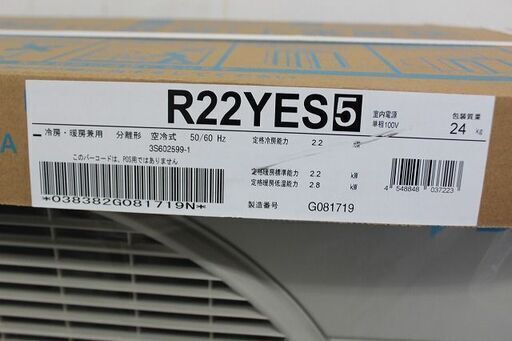 R22YES5
室内電源
単相100V
包装質量
24 kg
冷房・暖房兼用 分離形 空冷式 50/60 Hz
3S602599-1
このバーコードは、POS用ではありません。
*038382G081719N*
定格冷房能力 2.2
定格暖房標準能力 2.2 kW
定格暖房低温能力 2.8 kW
製造番号 G081719
4 548848 037223